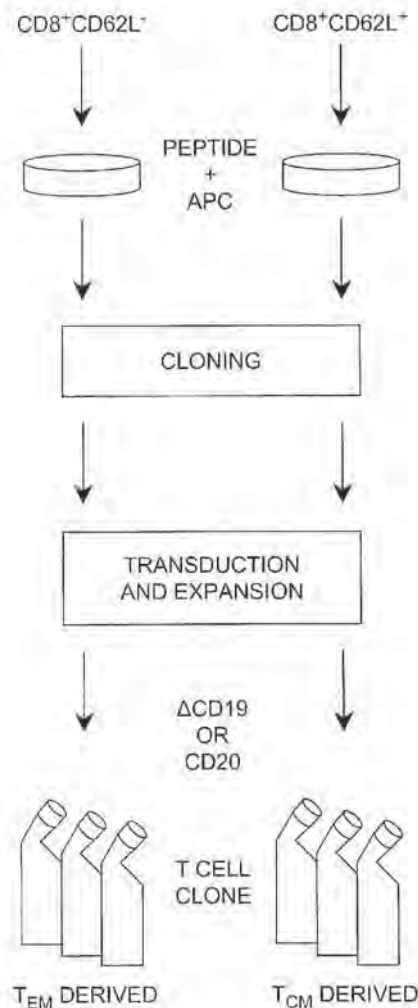 CD8⁺CD62L⁻ CD8⁺CD62L⁺
PEPTIDE
+
APC
CLONING
TRANSDUCTION
AND EXPANSION
ΔCD19
OR
CD20
T CELL
CLONE
T_EM DERIVED T_CM DERIVED